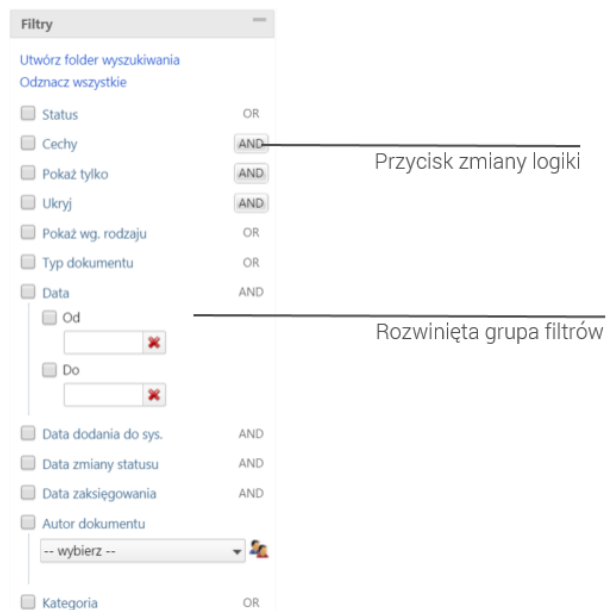 Filtry
Utwórz folder wyszukiwania
Odznacz wszystkie
Status OR
Cechy AND
Przycisk zmiany logiki
Pokaż tylko AND
Ukryj AND
Pokaż wg. rodzaju OR
Typ dokumentu OR
Data AND
Od
Rozwinięta grupa filtrów
Do
Data dodania do sys. AND
Data zmiany statusu AND
Data zaksięgowania AND
Autor dokumentu
-- wybierz --
Kategoria OR